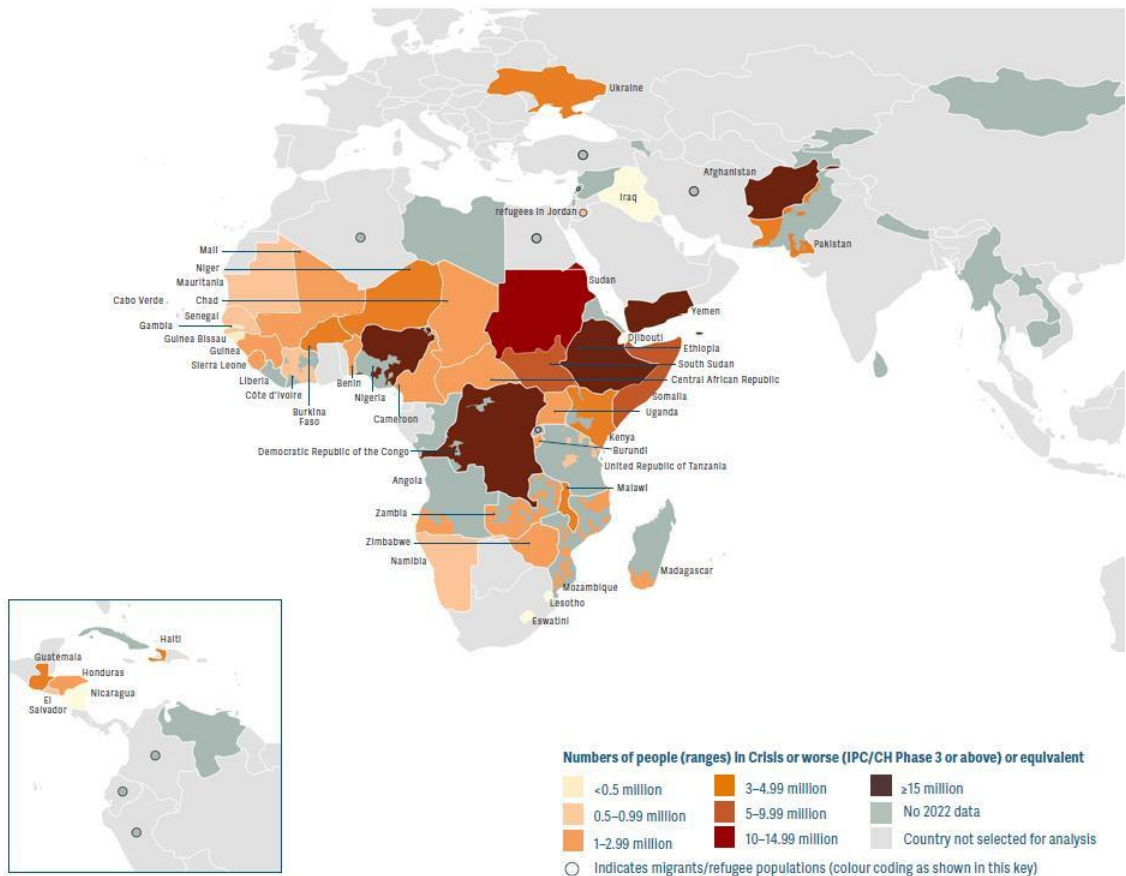 Ukraine
Afghanistan
Iraq
refugees in Jordan
Pakistan
Mali
Niger
Mauritania
Cabo Verde
Chad
Senegal
Gambia
Guinea Bissau
Guinea
Sierra Leone
Liberia
Côte d'Ivoire
Burkina
Faso
Benin
Nigeria
Cameroon
Sudan
Yemen
Djibouti
Ethiopia
South Sudan
Central African Republic
Somalia
Uganda
Kenya
Burundi
Democratic Republic of the Congo
United Republic of Tanzania
Angola
Malawi
Zambia
Zimbabwe
Namibia
Madagascar
Mozambique
Lesotho
Eswatini
Haiti
Guatemala
Honduras
Nicaragua
El
Salvador
Numbers of people (ranges) in Crisis or worse (IPC/CH Phase 3 or above) or equivalent
<0.5 million
3–4.99 million
≥15 million
0.5–0.99 million
5–9.99 million
No 2022 data
1–2.99 million
10–14.99 million
Country not selected for analysis
Indicates migrants/refugee populations (colour coding as shown in this key)